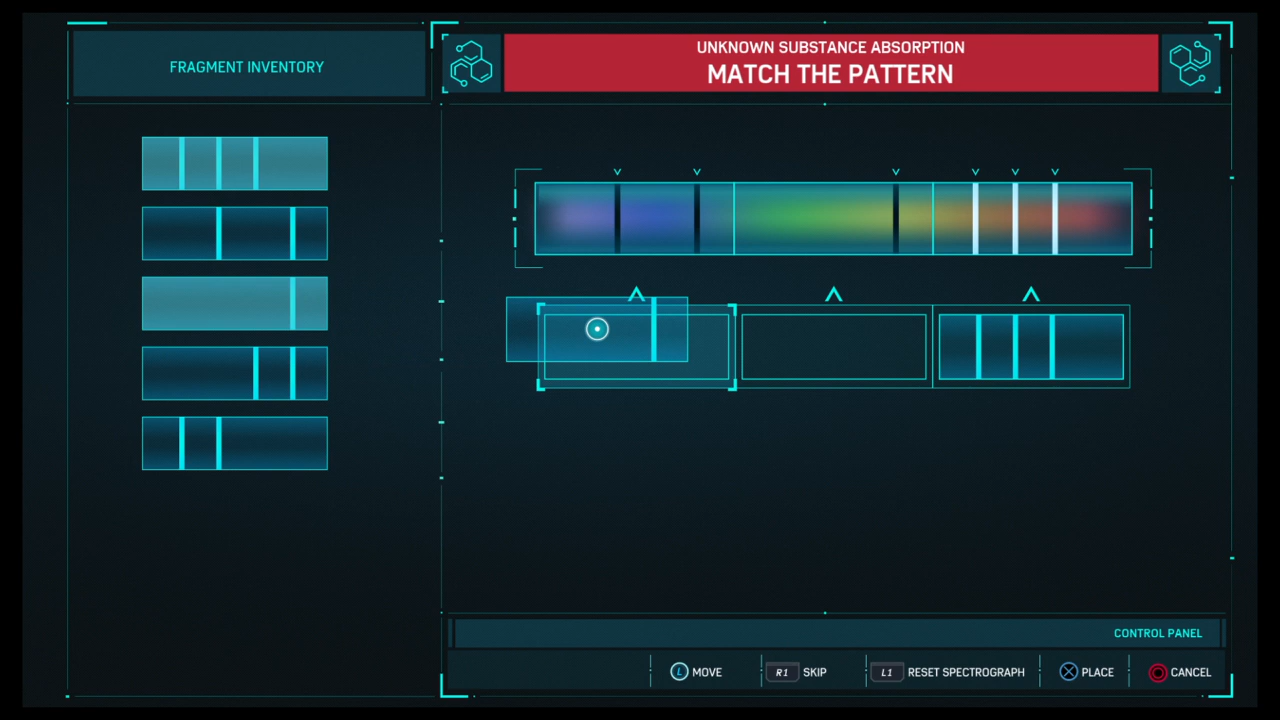 FRAGMENT INVENTORY
UNKNOWN SUBSTANCE ABSORPTION
MATCH THE PATTERN
CONTROL PANEL
L MOVE
R1 SKIP
L1 RESET SPECTROGRAPH
PLACE
CANCEL